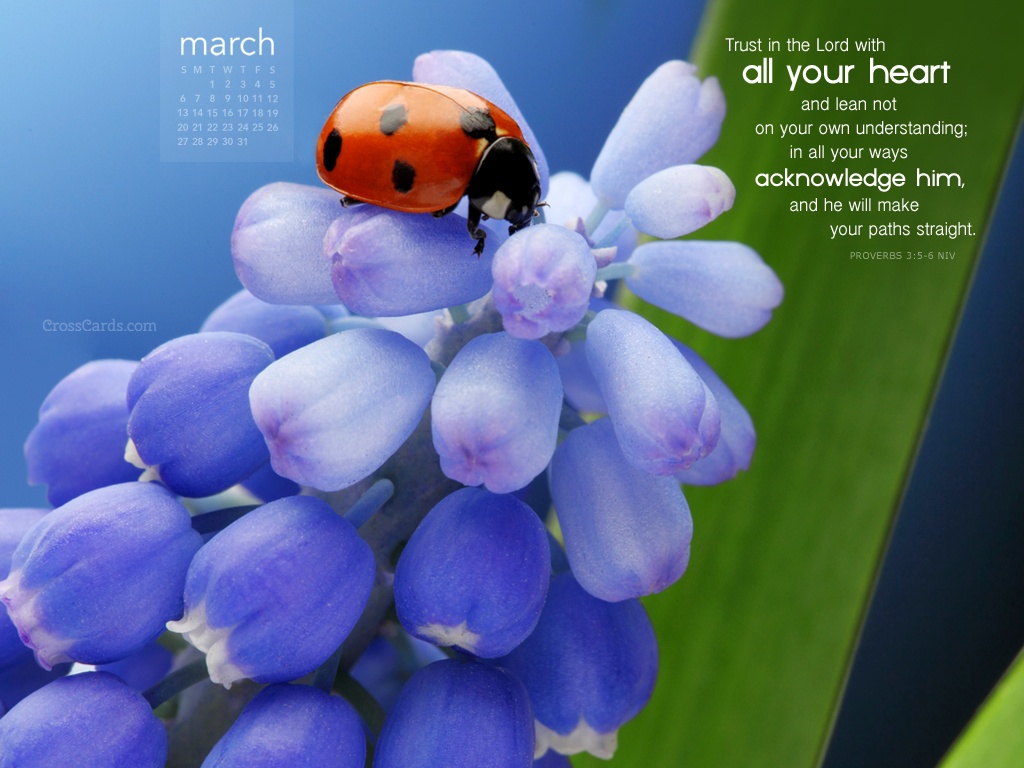 march
S M T W T F S
1 2 3 4 5
6 7 8 9 10 11 12
13 14 15 16 17 18 19
20 21 22 23 24 25 26
27 28 29 30 31
Trust in the Lord with
all your heart
and lean not
on your own understanding;
in all your ways
acknowledge him,
and he will make
your paths straight.
PROVERBS 3:5-6 NIV
CrossCards.com